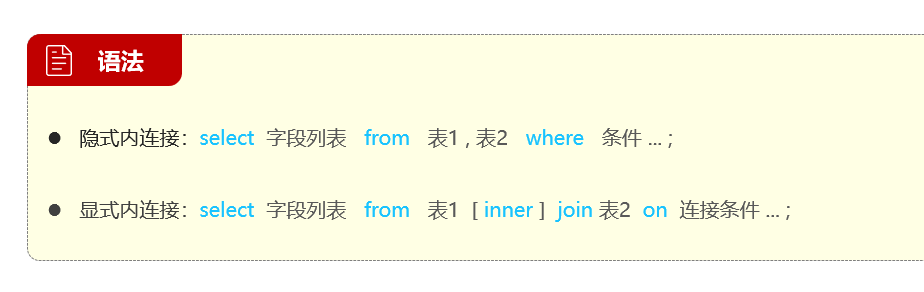 语法
● 隐式内连接：select 字段列表 from 表1 , 表2 where 条件 ... ;
● 显式内连接：select 字段列表 from 表1 [ inner ] join 表2 on 连接条件 ... ;